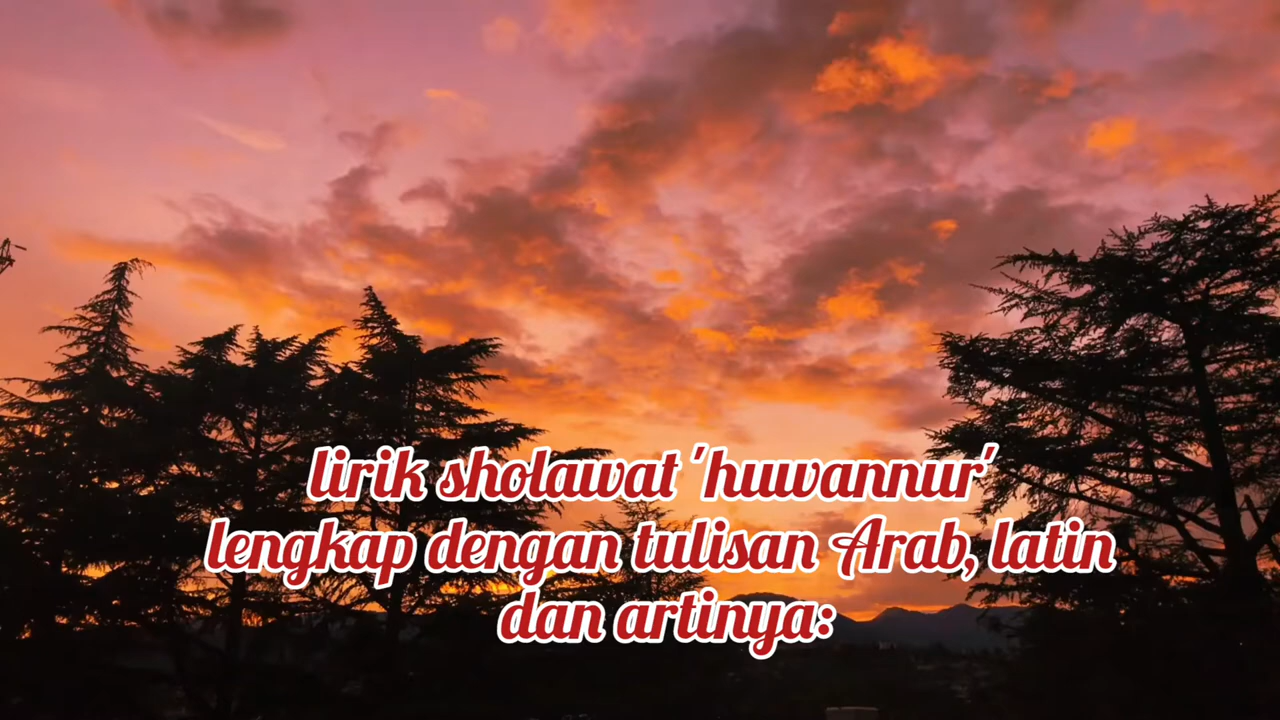 lirik sholawat 'huwannur'
lengkap dengan tulisan Arab, latin
dan artinya: